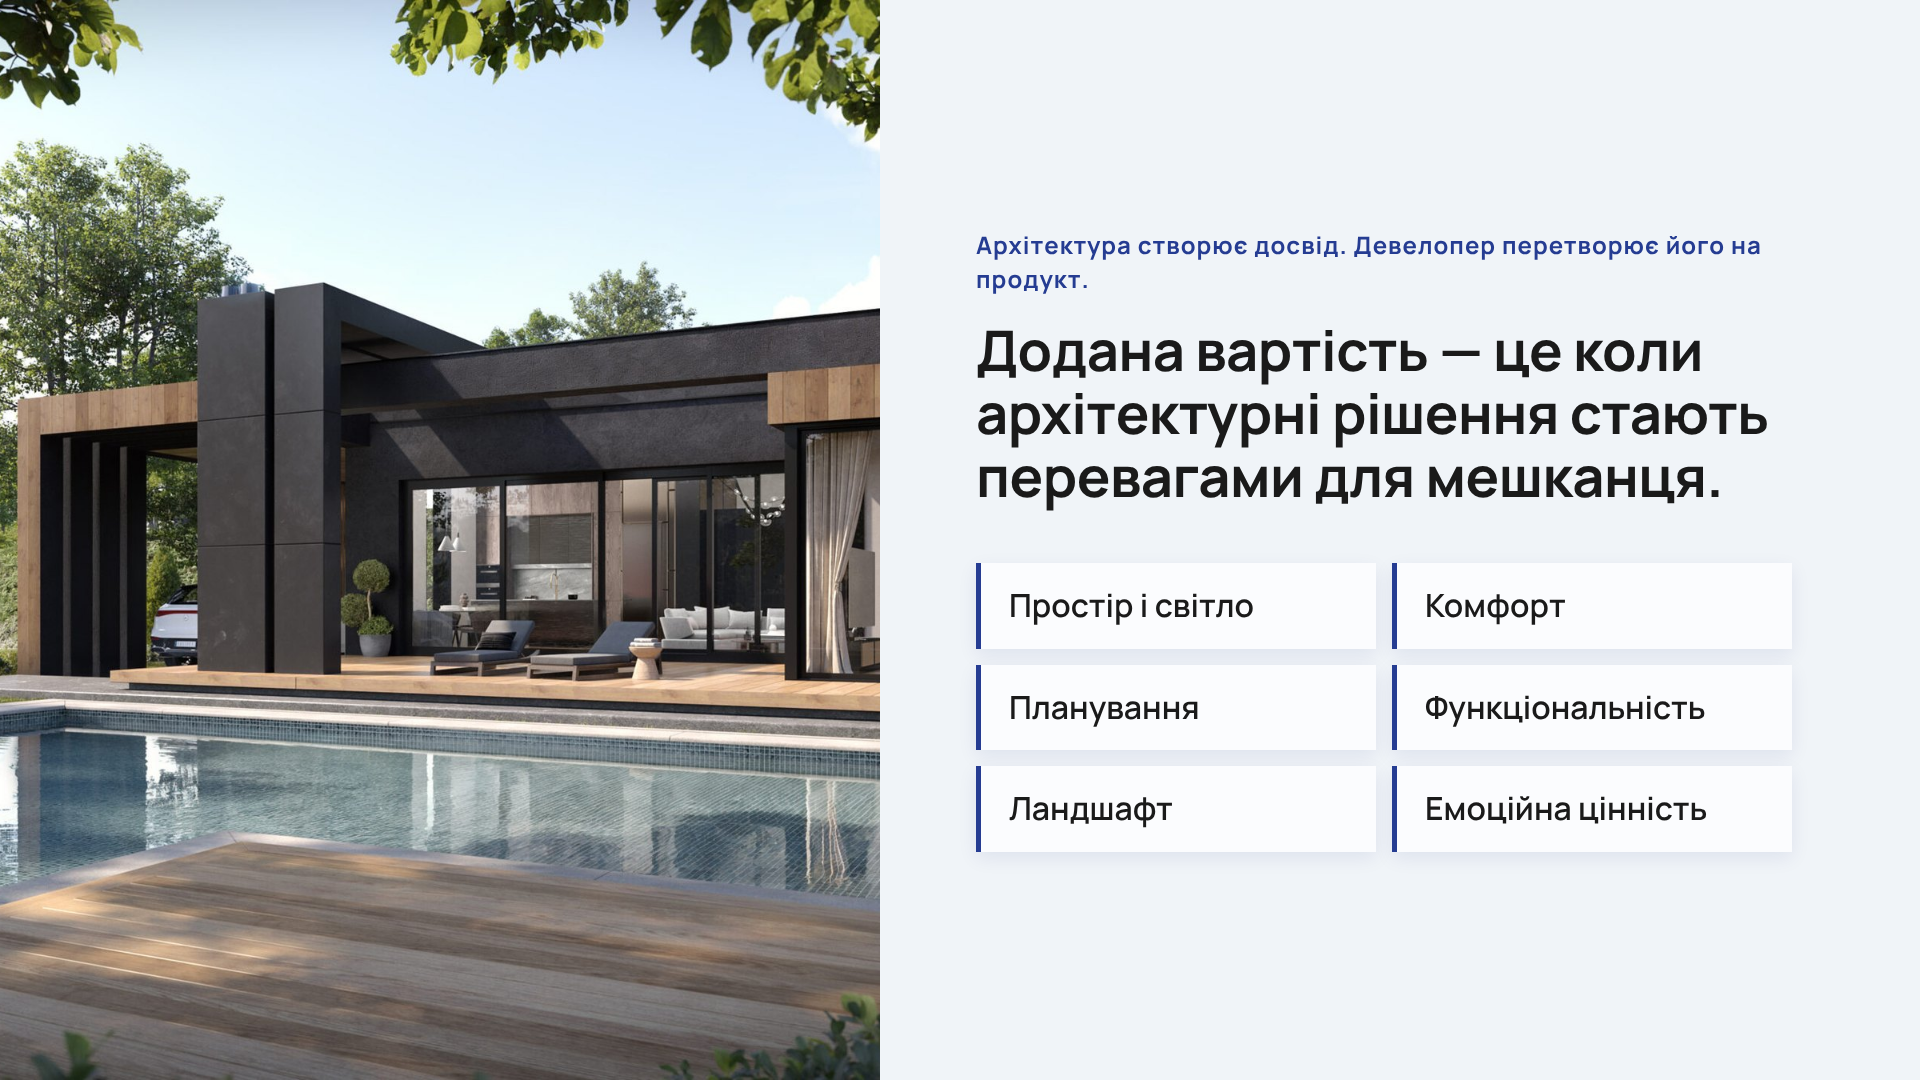 Архітектура створює досвід. Девелопер перетворює його на
продукт.
Додана вартість — це коли
архітектурні рішення стають
перевагами для мешканця.
Простір і світло
Комфорт
Планування
Функціональність
Ландшафт
Емоційна цінність